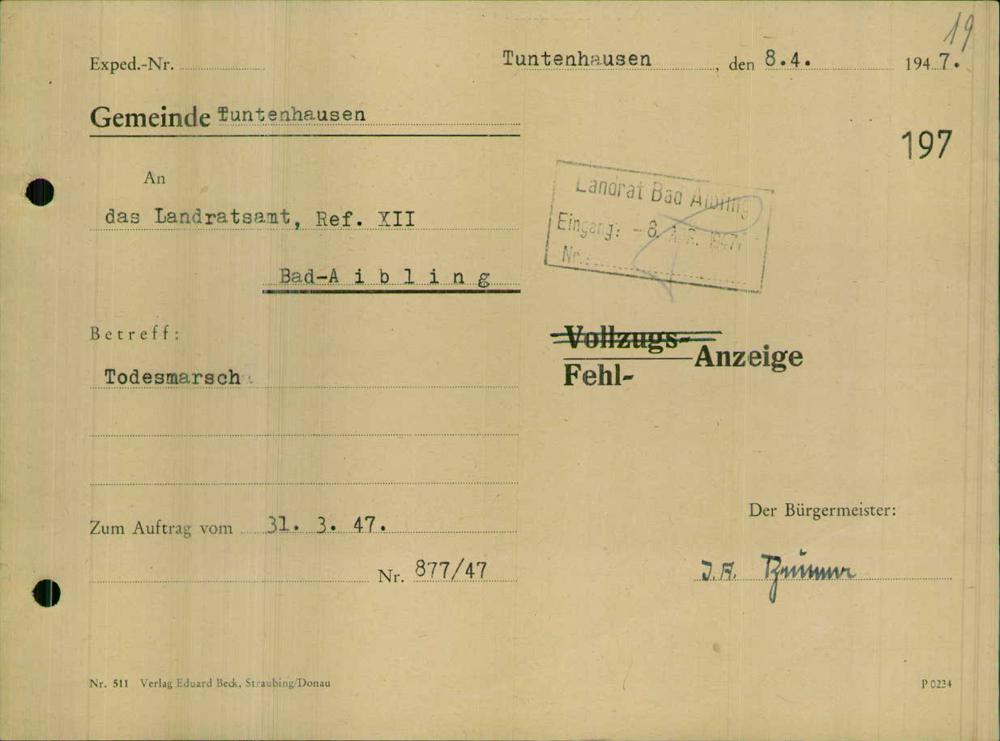 19
Exped.-Nr.
Tuntenhausen, den 8.4. 1947.
Gemeinde Tuntenhausen
197
An
das Landratsamt, Ref. XII
Bad-A i b l i n g
Landrat Bad Aibling
Eingang: - 8. 1947
Nr.:
Betreff:
Todesmarsch
Vollzugs-
Fehl-
Anzeige
Zum Auftrag vom 31. 3. 47.
Nr. 877/47
Der Bürgermeister:
J. A.
Nr. 511 Verlag Eduard Beck, Straubing/Donau
P 0234